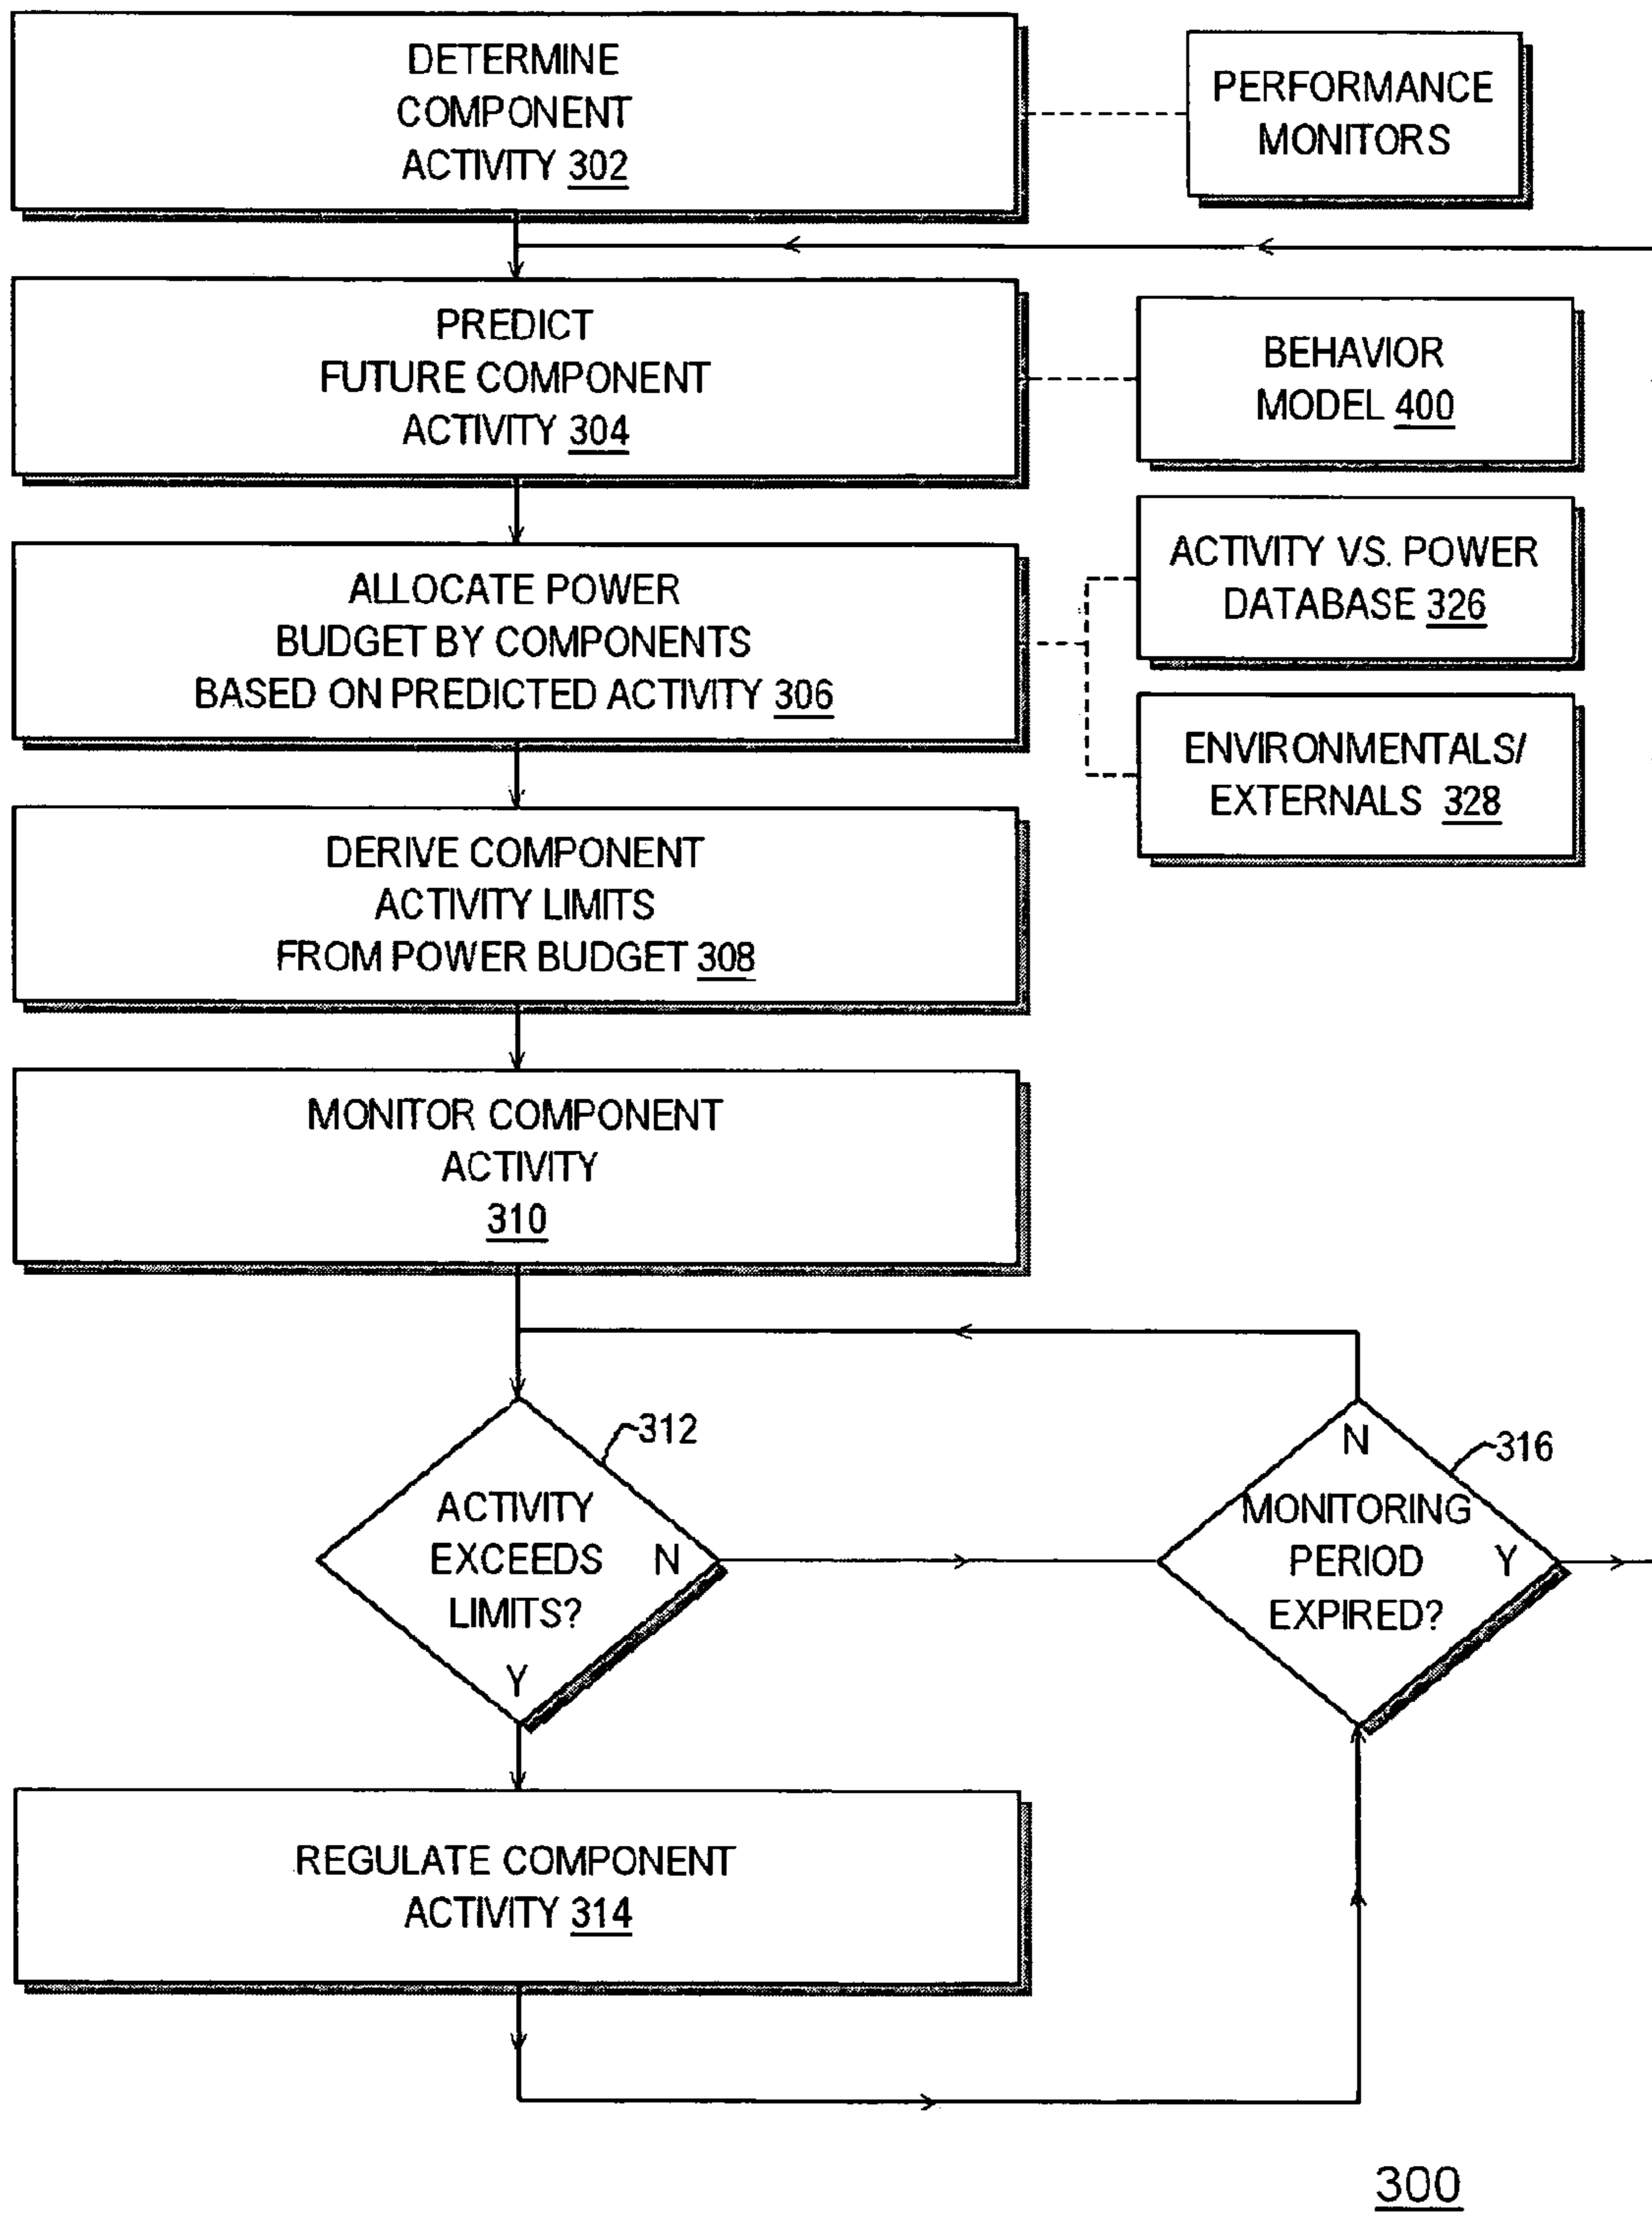 DETERMINE
COMPONENT
ACTIVITY 302
PERFORMANCE
MONITORS
PREDICT
FUTURE COMPONENT
ACTIVITY 304
BEHAVIOR
MODEL 400
ALLOCATE POWER
BUDGET BY COMPONENTS
BASED ON PREDICTED ACTIVITY 306
ACTIVITY VS. POWER
DATABASE 326
ENVIRONMENTALS/
EXTERNALS 328
DERIVE COMPONENT
ACTIVITY LIMITS
FROM POWER BUDGET 308
MONITOR COMPONENT
ACTIVITY
310
312
ACTIVITY
EXCEEDS
LIMITS?
N
Y
316
N
MONITORING
PERIOD
EXPIRED?
Y
REGULATE COMPONENT
ACTIVITY 314
300